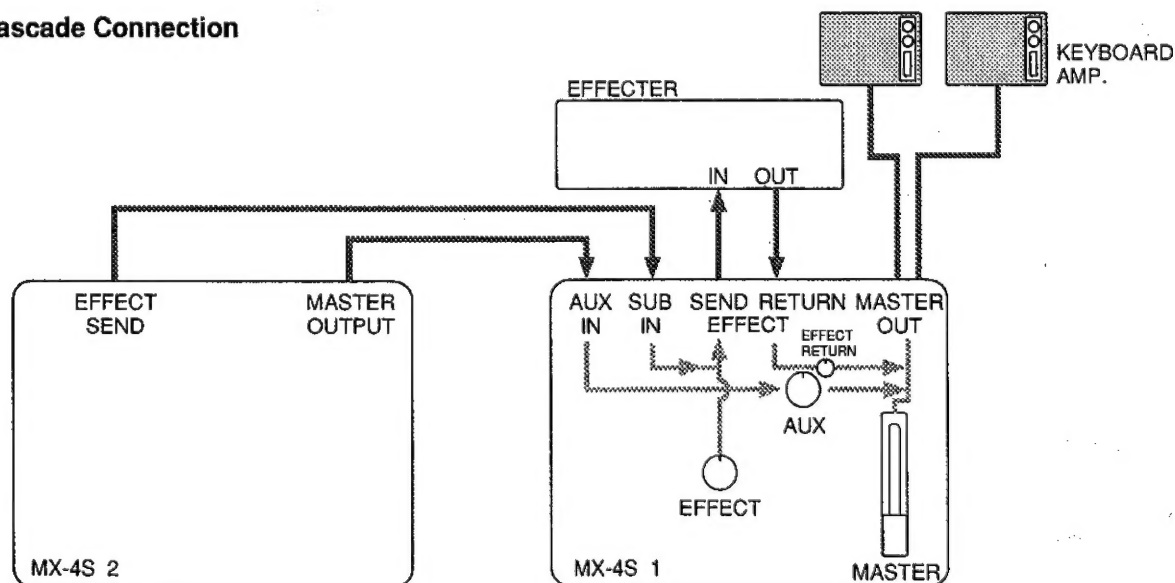 ascade Connection
KEYBOARD
AMP.
EFFECTER
IN OUT
EFFECT
SEND
MASTER
OUTPUT
AUX
IN
SUB
IN
SEND RETURN
EFFECT
MASTER
OUT
EFFECT
RETURN
AUX
EFFECT
MX-4S 2
MX-4S 1
MASTER